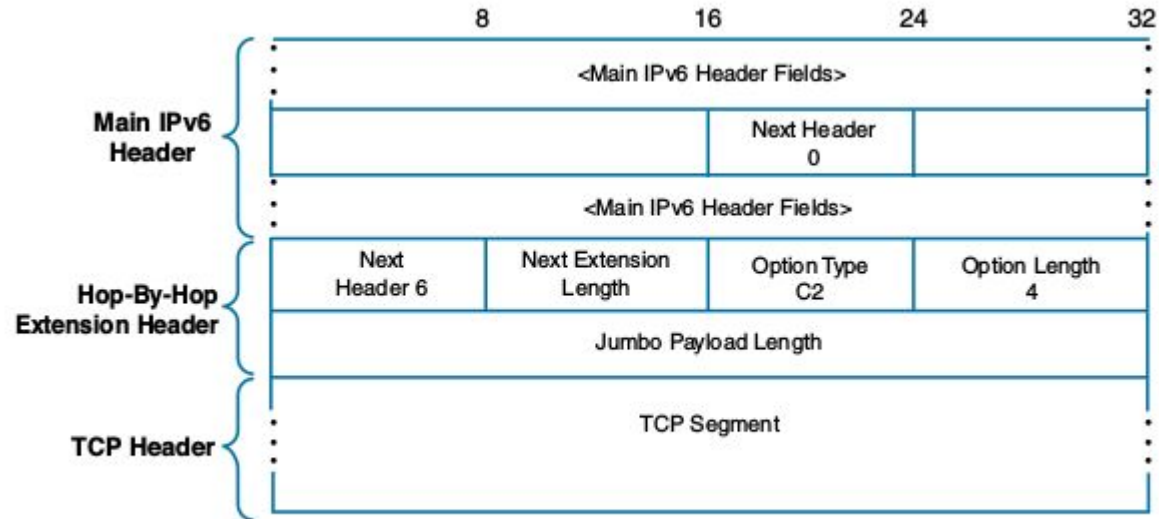 8 16 24 32
<Main IPv6 Header Fields>
Main IPv6
Header
Next Header
0
<Main IPv6 Header Fields>
Hop-By-Hop
Extension Header
Next
Header 6
Next Extension
Length
Option Type
C2
Option Length
4
Jumbo Payload Length
TCP Header
TCP Segment